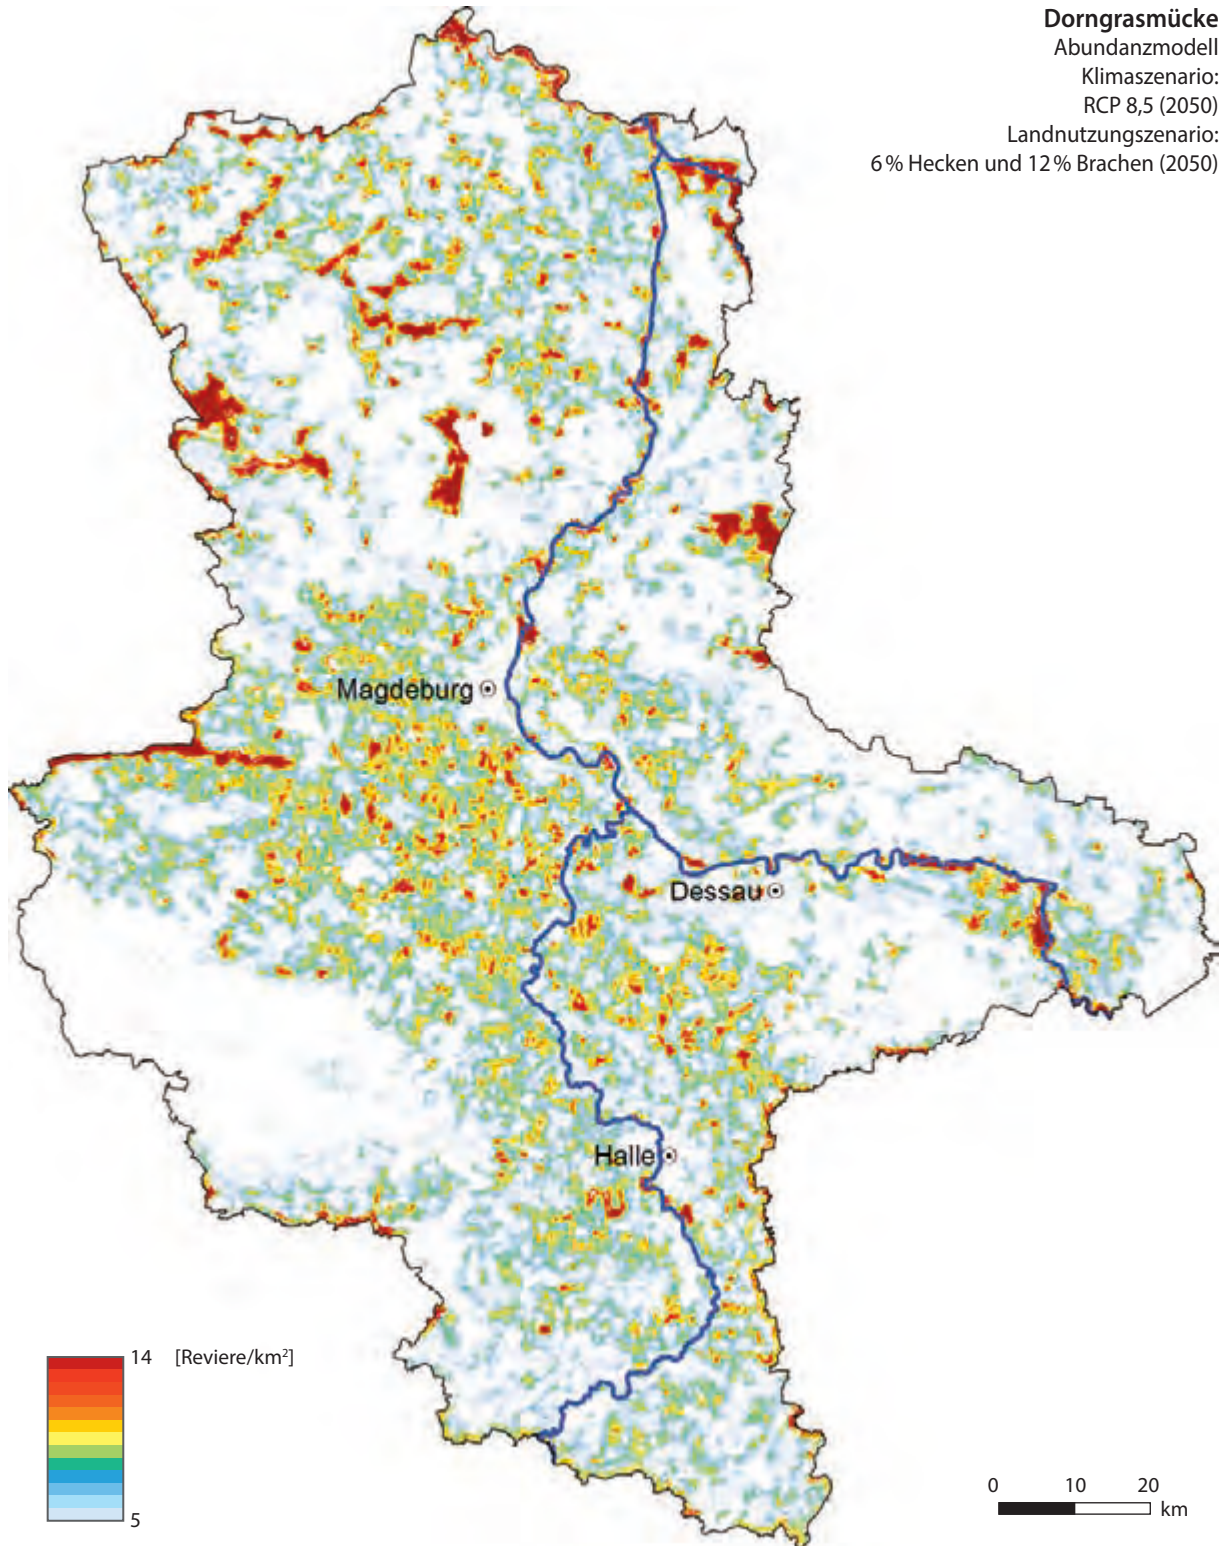 Dorngrasmücke
Abundanzmodell
Klimaszenario:
RCP 8,5 (2050)
Landnutzungszenario:
6 % Hecken und 12 % Brachen (2050)
Magdeburg
Dessau
Halle
14 [Reviere/km²]
5
0 10 20
km